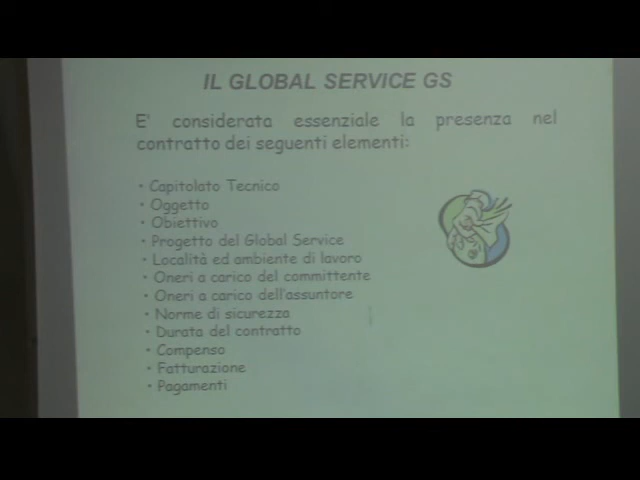 IL GLOBAL SERVICE GS
E' considerata essenziale la presenza nel
contratto dei seguenti elementi:
• Capitolato Tecnico
• Oggetto
• Obiettivo
• Progetto del Global Service
• Località ed ambiente di lavoro
• Oneri a carico del committente
• Oneri a carico dell'assuntore
• Norme di sicurezza
• Durata del contratto
• Compenso
• Fatturazione
• Pagamenti